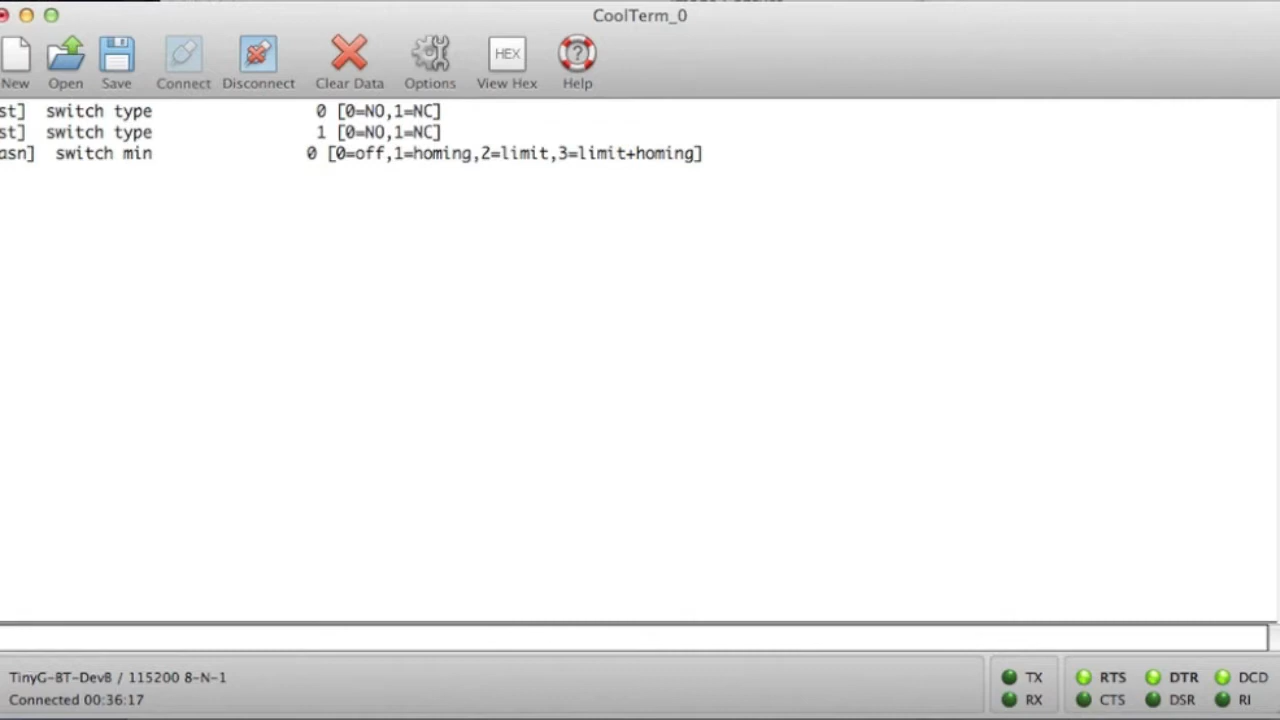 CoolTerm_0
New Open Save Connect Disconnect Clear Data Options HEX View Hex ? Help
st] switch type 0 [0=NO,1=NC]
st] switch type 1 [0=NO,1=NC]
asn] switch min 0 [0=off,1=homing,2=limit,3=limit+homing]
TinyG-BT-Dev8 / 115200 8-N-1
Connected 00:36:17
TX RTS DTR DCD
RX CTS DSR RI